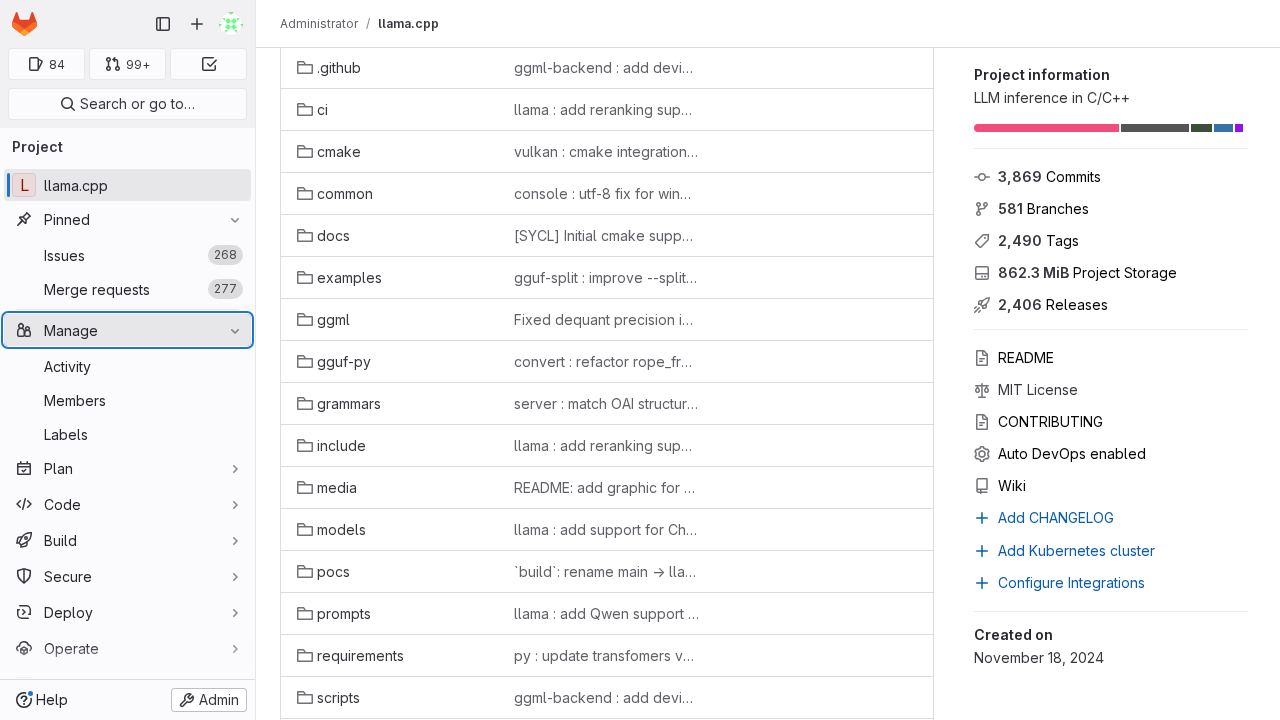 Administrator / llama.cpp
84
99+
Search or go to…
Project
L llama.cpp
Pinned
Issues 268
Merge requests 277
Manage
Activity
Members
Labels
Plan
Code
Build
Secure
Deploy
Operate
Help
Admin
.github ggml-backend : add devi…
ci llama : add reranking sup…
cmake vulkan : cmake integration…
common console : utf-8 fix for win…
docs [SYCL] Initial cmake supp…
examples gguf-split : improve --split…
ggml Fixed dequant precision i…
gguf-py convert : refactor rope_fr…
grammars server : match OAI structur…
include llama : add reranking sup…
media README: add graphic for …
models llama : add support for Ch…
pocs `build`: rename main → lla…
prompts llama : add Qwen support …
requirements py : update transfomers v…
scripts ggml-backend : add devi…
Project information
LLM inference in C/C++
3,869 Commits
581 Branches
2,490 Tags
862.3 MiB Project Storage
2,406 Releases
README
MIT License
CONTRIBUTING
Auto DevOps enabled
Wiki
Add CHANGELOG
Add Kubernetes cluster
Configure Integrations
Created on
November 18, 2024